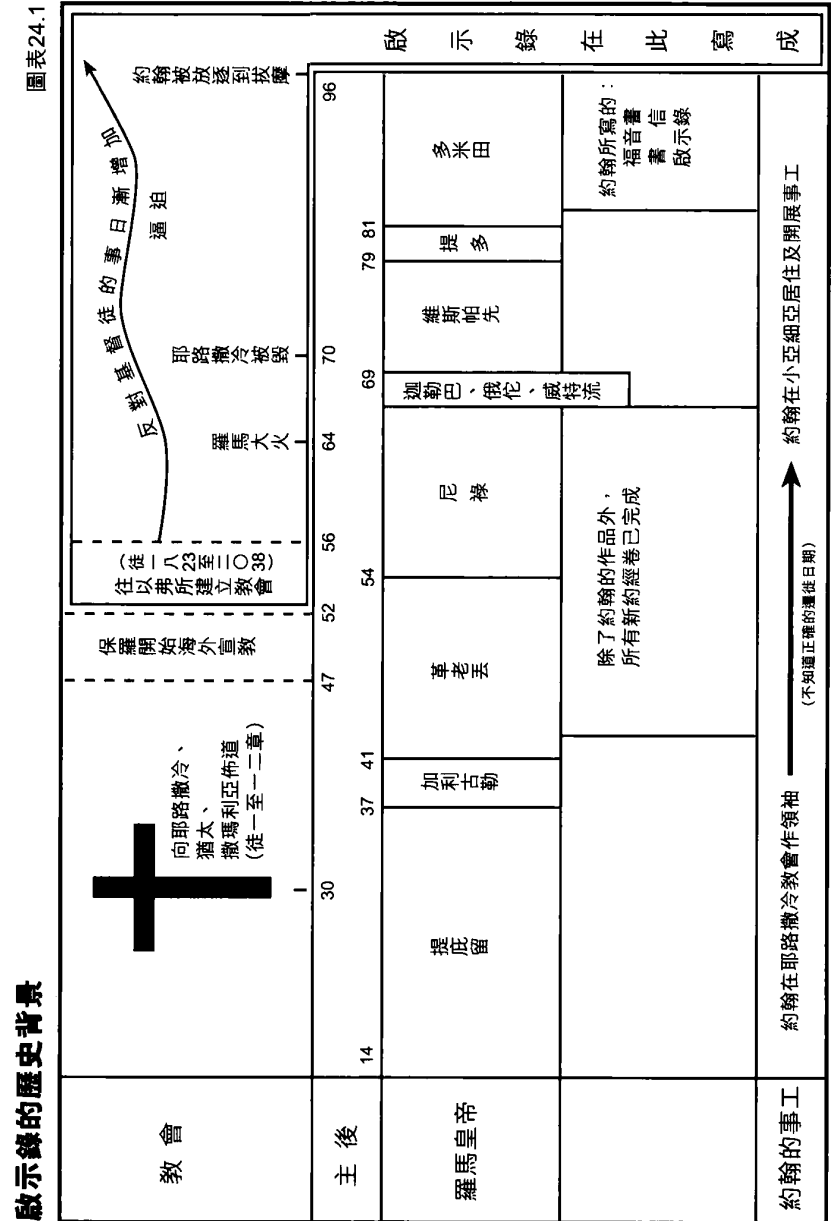 啟示錄的歷史背景
圖表24.1
教會
向耶路撒冷、
猶太、
撒瑪利亞佈道
(徒一至一二章)
保羅開始海外宣教
往以弗所建立教會
(徒一八23至二〇38)
反對基督徒的事日漸增加
逼迫
羅馬大火
耶路撒冷被毀
約翰被放逐到拔摩
主後
14
30
37
41
47
52
54
56
64
69
70
79
81
96
羅馬皇帝
提庇留
加利古勒
革老丟
尼祿
迦勒巴、俄佗、威特流
維斯帕先
提多
多米田
啟示錄在此寫成
除了約翰的作品外,
所有新約經卷已完成
約翰所寫的:
福音書
書信
啟示錄
約翰的事工
約翰在耶路撒冷教會作領袖
(不知道正確的遷徙日期)
約翰在小亞細亞居住及開展事工